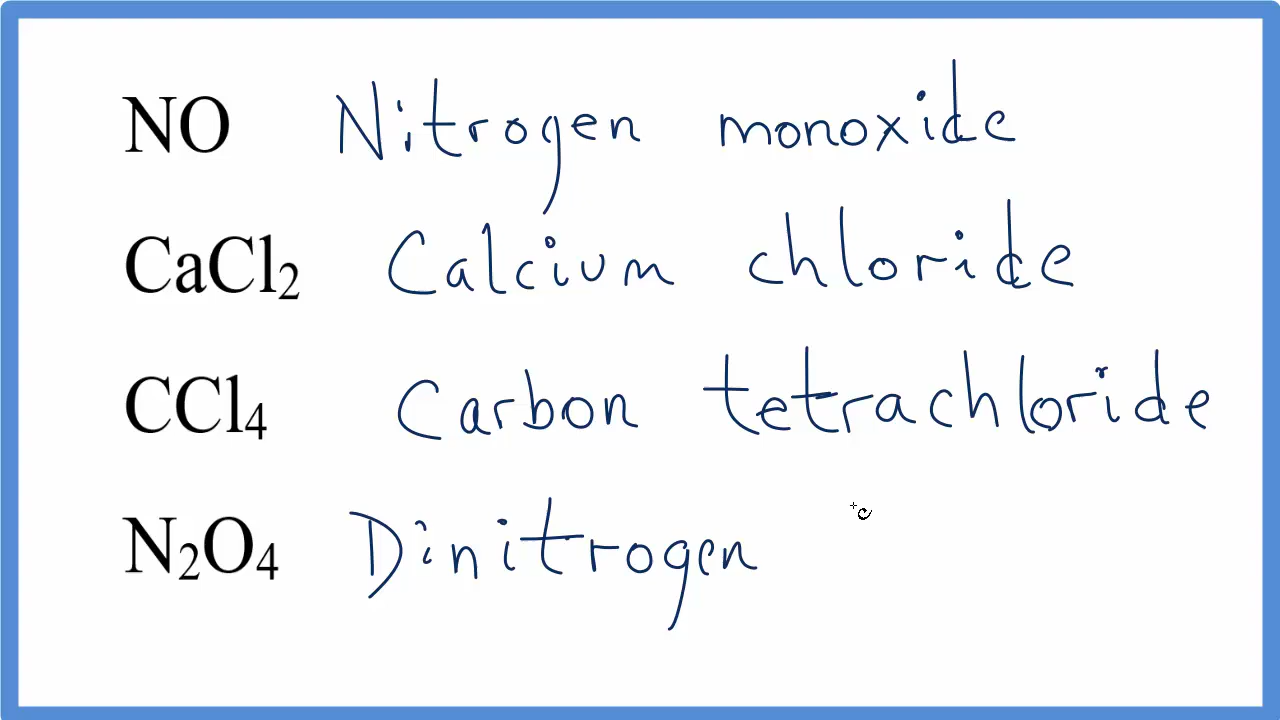 NO Nitrogen monoxide
CaCl₂ Calcium chloride
CCl₄ Carbon tetrachloride
N₂O₄ Dinitrogen